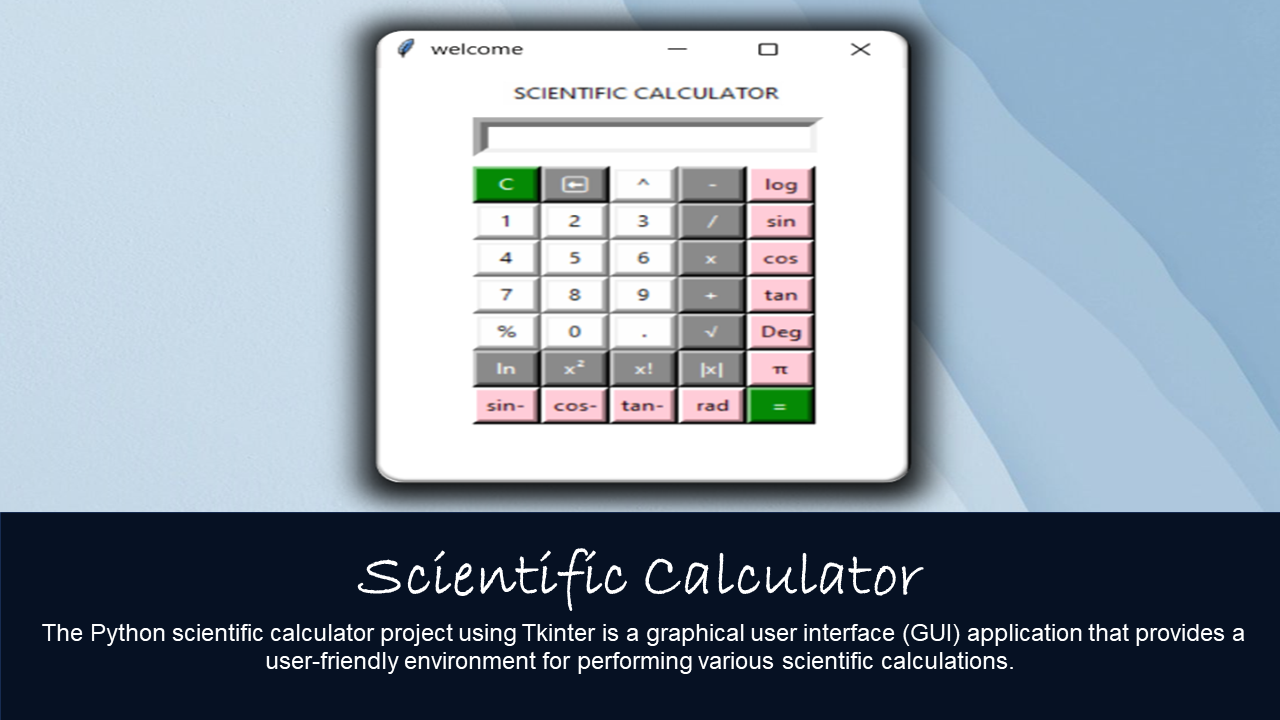 welcome
SCIENTIFIC CALCULATOR
C ← ^ - log
1 2 3 / sin
4 5 6 x cos
7 8 9 + tan
% 0 . √ Deg
ln x² x! |x| π
sin- cos- tan- rad =
Scientific Calculator
The Python scientific calculator project using Tkinter is a graphical user interface (GUI) application that provides a
user-friendly environment for performing various scientific calculations.